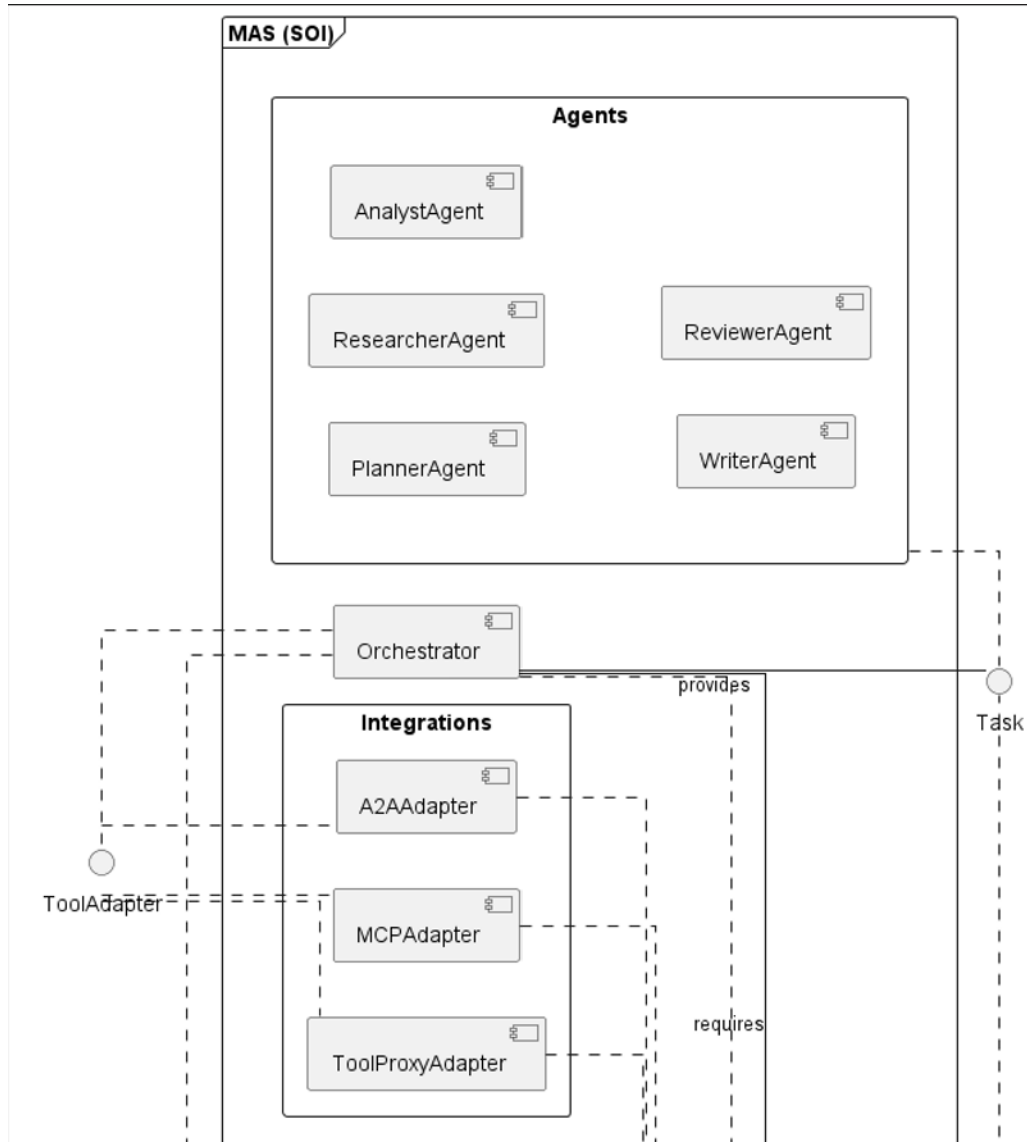 MAS (SOI)
Agents
AnalystAgent
ResearcherAgent
ReviewerAgent
PlannerAgent
WriterAgent
Orchestrator
provides
Task
Integrations
A2AAdapter
ToolAdapter
MCPAdapter
requires
ToolProxyAdapter